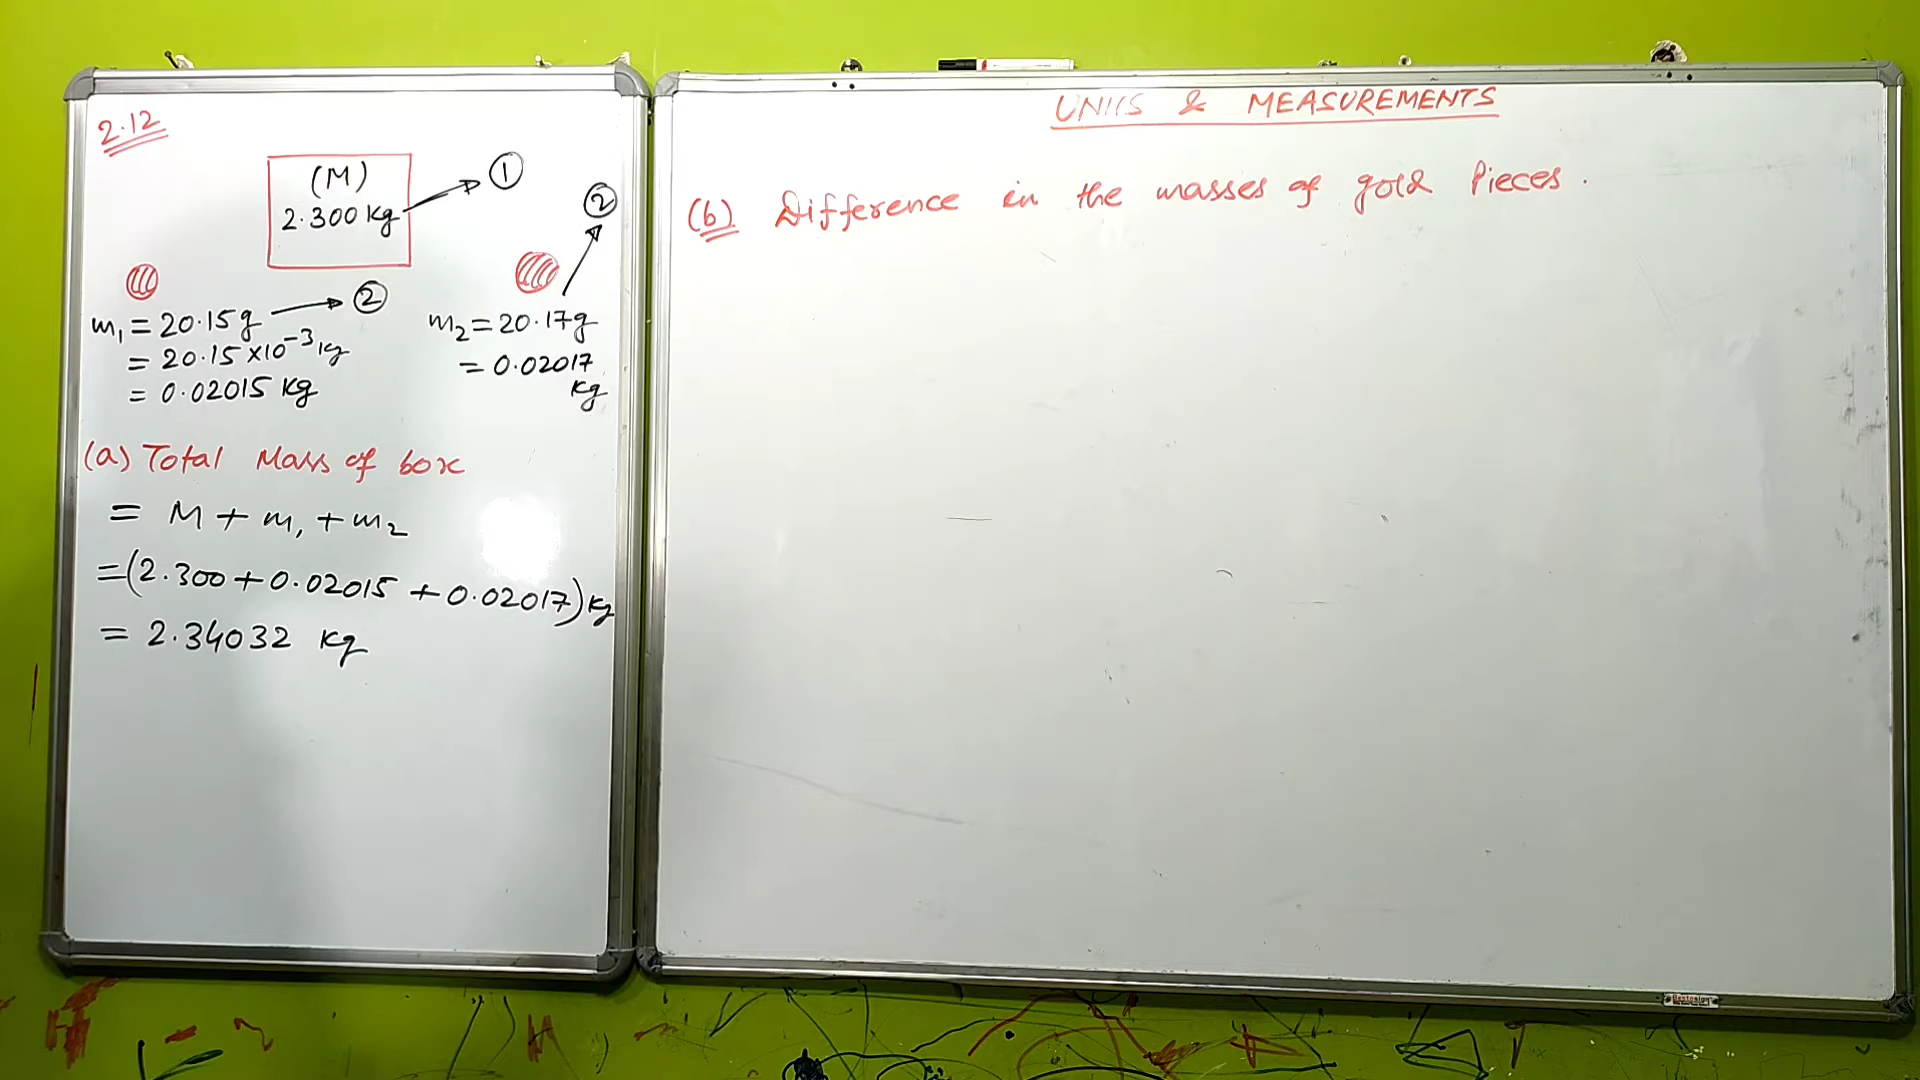 2.12
(M)
2.300 kg
①
②
m₁ = 20.15g
②
= 20.15 ×10⁻³ kg
= 0.02015 kg
m₂ = 20.17g
= 0.02017
kg
(a) Total Mass of box
= M + m₁ + m₂
=(2.300+0.02015 +0.02017)kg
= 2.34032 kg
UNITS & MEASUREMENTS
(b) Difference in the masses of gold Pieces.